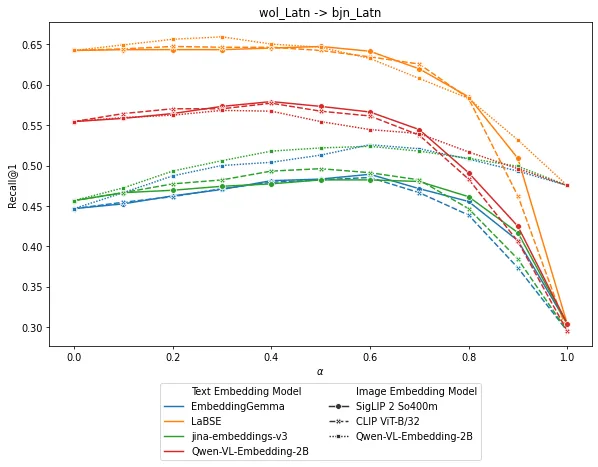 wol_Latn -> bjn_Latn
Recall@1
0.65
0.60
0.55
0.50
0.45
0.40
0.35
0.30
0.0
0.2
0.4
0.6
0.8
1.0
α
Text Embedding Model
EmbeddingGemma
LaBSE
jina-embeddings-v3
Qwen-VL-Embedding-2B
Image Embedding Model
SigLIP 2 So400m
CLIP ViT-B/32
Qwen-VL-Embedding-2B